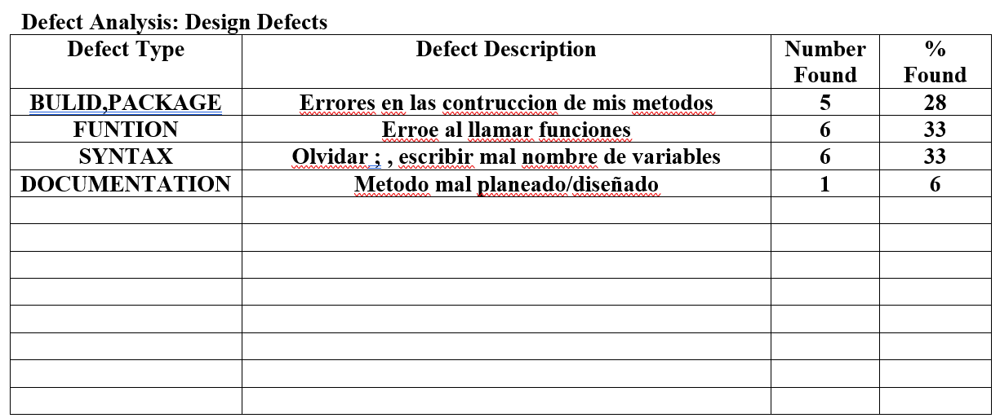 Defect Analysis: Design Defects
Defect Type Defect Description Number Found % Found
BULID,PACKAGE Errores en las contruccion de mis metodos 5 28
FUNTION Erroe al llamar funciones 6 33
SYNTAX Olvidar ; , escribir mal nombre de variables 6 33
DOCUMENTATION Metodo mal planeado/diseñado 1 6